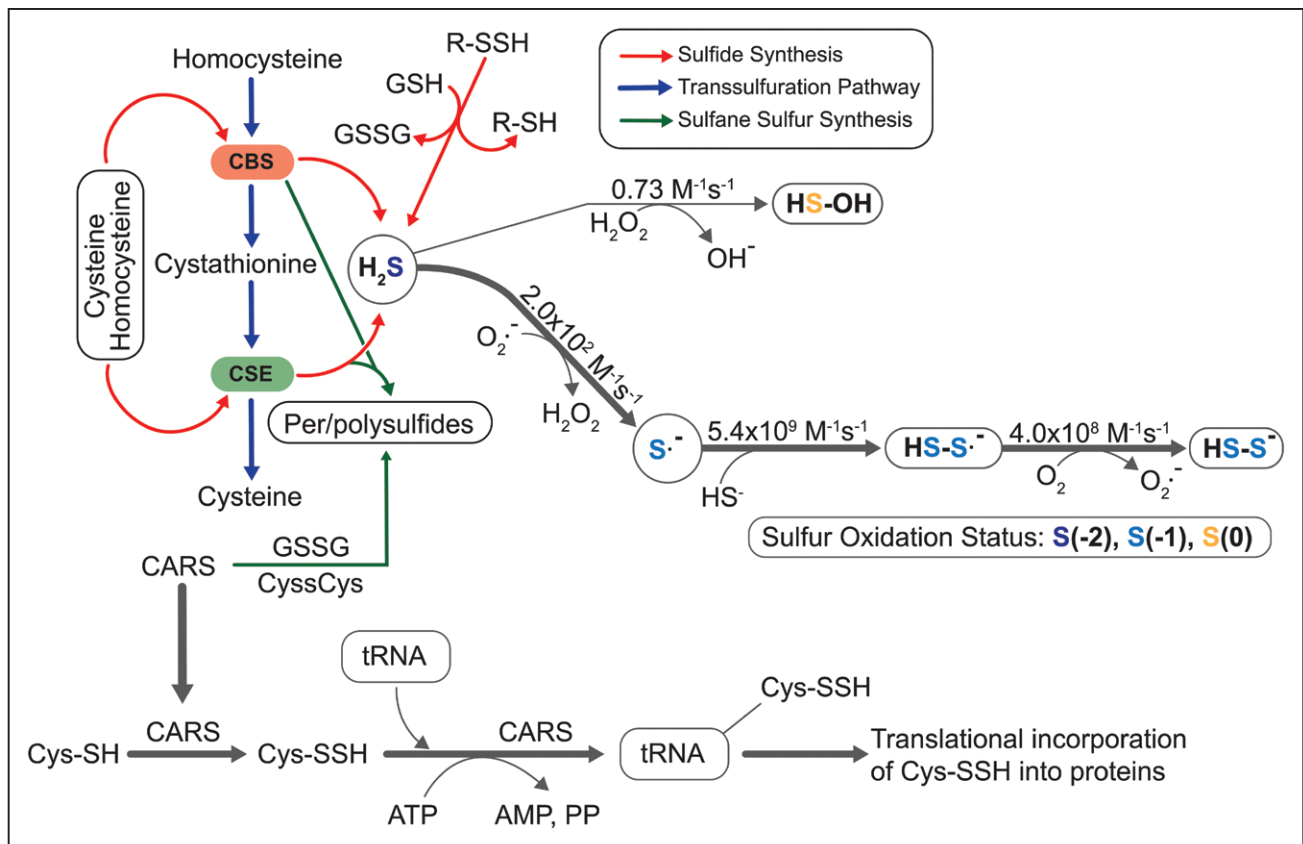 Homocysteine
CBS
Cystathionine
CSE
Cysteine
Cysteine
Homocysteine
R-SSH
GSH
GSSG
R-SH
Sulfide Synthesis
Transsulfuration Pathway
Sulfane Sulfur Synthesis
H₂S
0.73 M⁻¹s⁻¹
H₂O₂
OH⁻
HS-OH
2.0x10² M⁻¹s⁻¹
O₂·⁻
H₂O₂
Per/polysulfides
S·⁻
5.4x10⁹ M⁻¹s⁻¹
HS⁻
HS-S·⁻
4.0x10⁸ M⁻¹s⁻¹
O₂
O₂·⁻
HS-S⁻
Sulfur Oxidation Status: S(-2), S(-1), S(0)
CARS
GSSG
CyssCys
tRNA
Cys-SH
CARS
Cys-SSH
CARS
ATP
AMP, PP
tRNA
Cys-SSH
Translational incorporation
of Cys-SSH into proteins